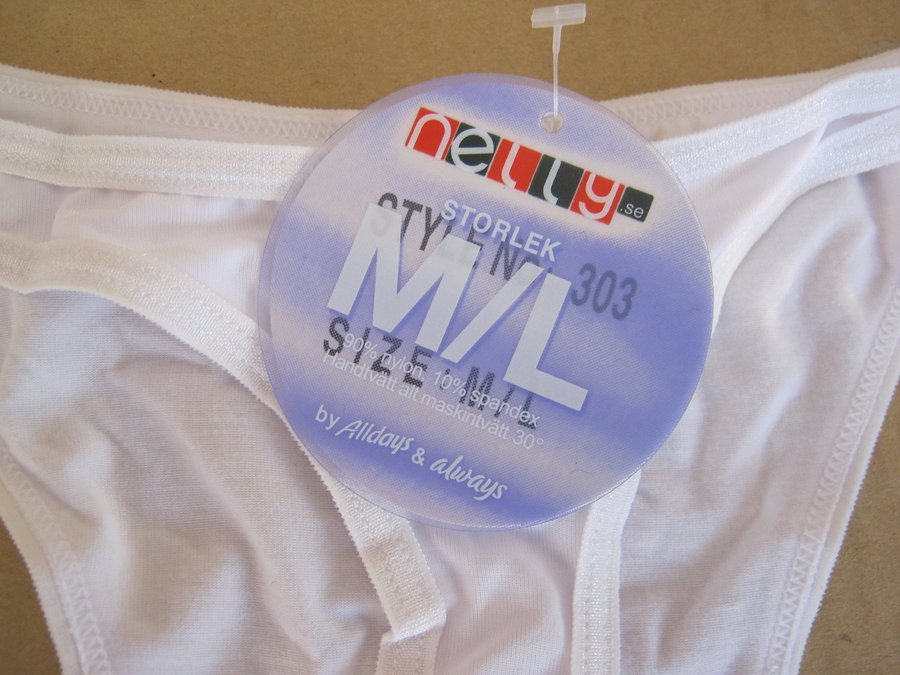 nelly.se
STORLEK
STYLE NO. 303
M/L
SIZE: M/L
90% nylon 10% spandex
Handtvätt alt maskintvätt 30°
by Alldays & always